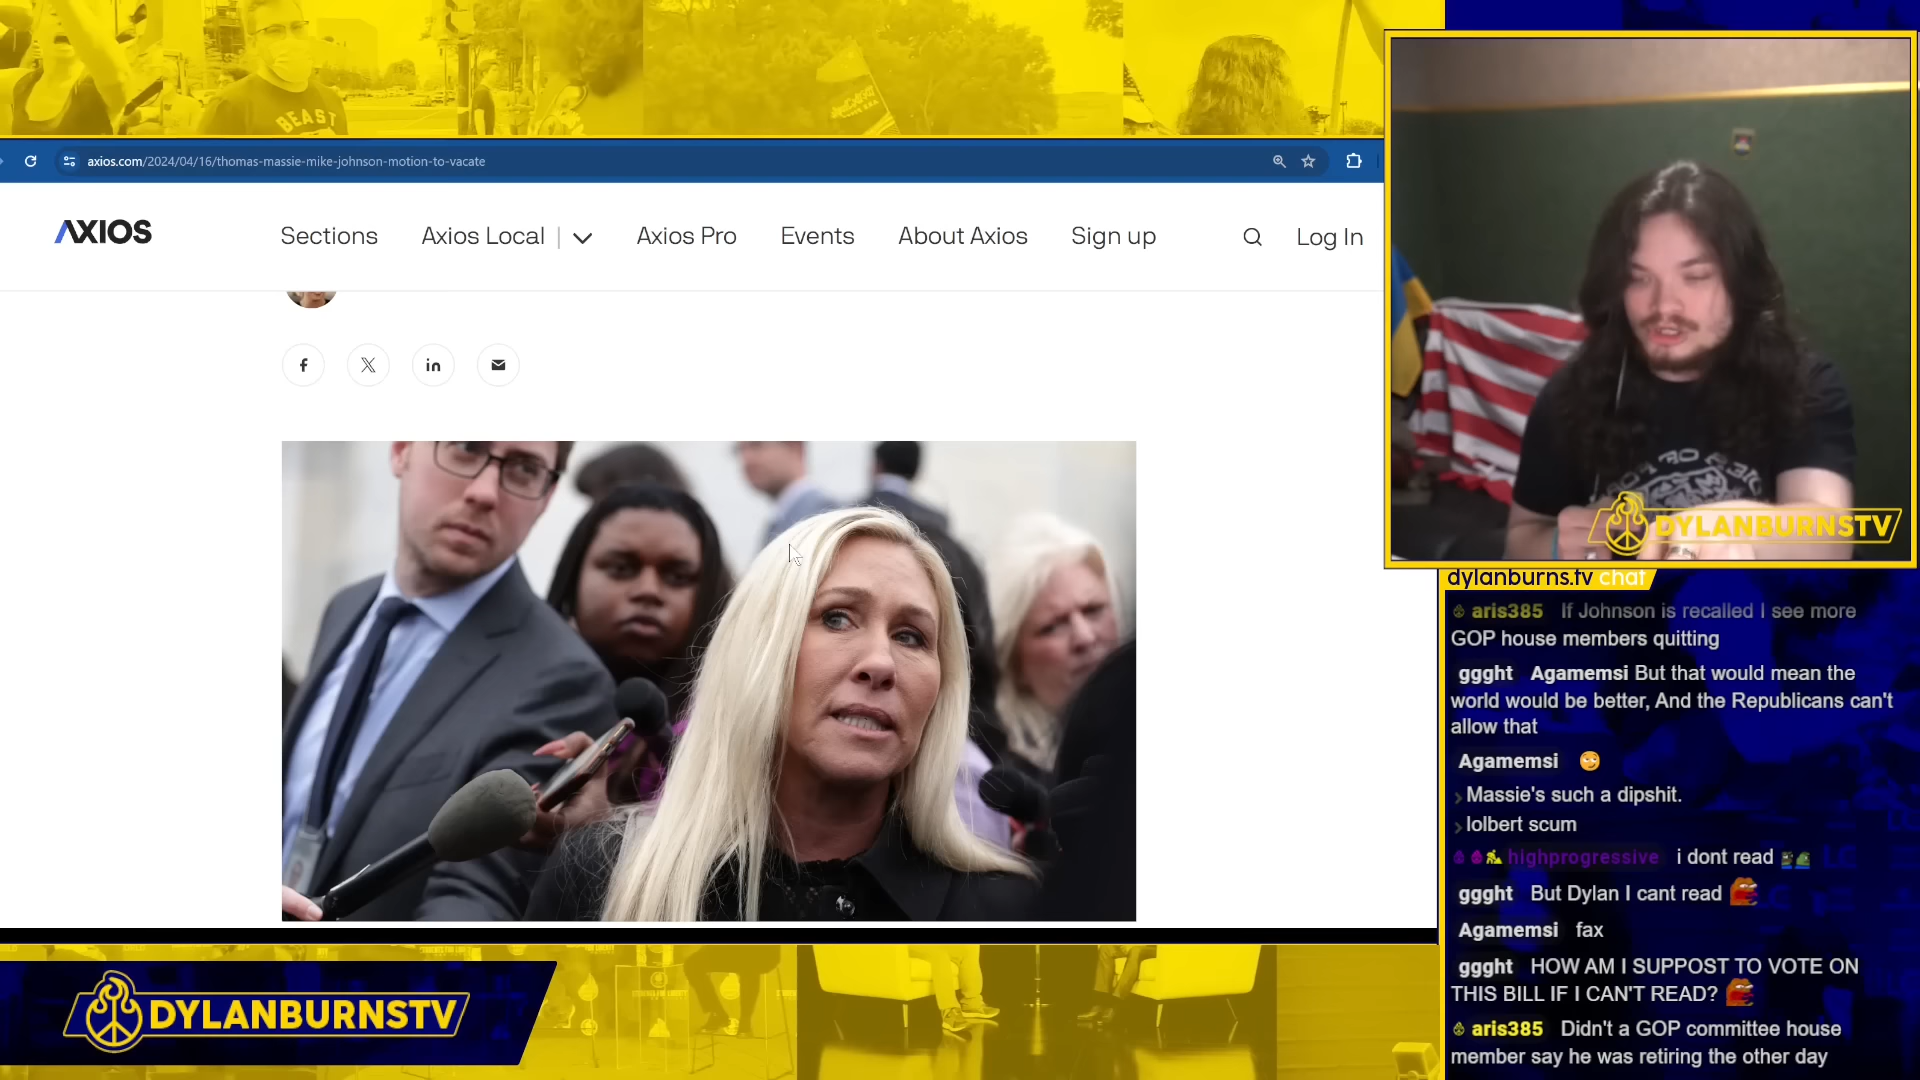 BEAST
axios.com/2024/04/16/thomas-massie-mike-johnson-motion-to-vacate
AXIOS
Sections
Axios Local
Axios Pro
Events
About Axios
Sign up
Log In
DYLANBURNSTV
dylanburns.tv chat
aris385 If Johnson is recalled I see more
GOP house members quitting
ggght Agamemsi But that would mean the
world would be better, And the Republicans can't
allow that
Agamemsi
Massie's such a dipshit.
lolbert scum
highprogressive i dont read
ggght But Dylan I cant read
Agamemsi fax
ggght HOW AM I SUPPOST TO VOTE ON
THIS BILL IF I CAN'T READ?
aris385 Didn't a GOP committee house
member say he was retiring the other day
DYLANBURNSTV